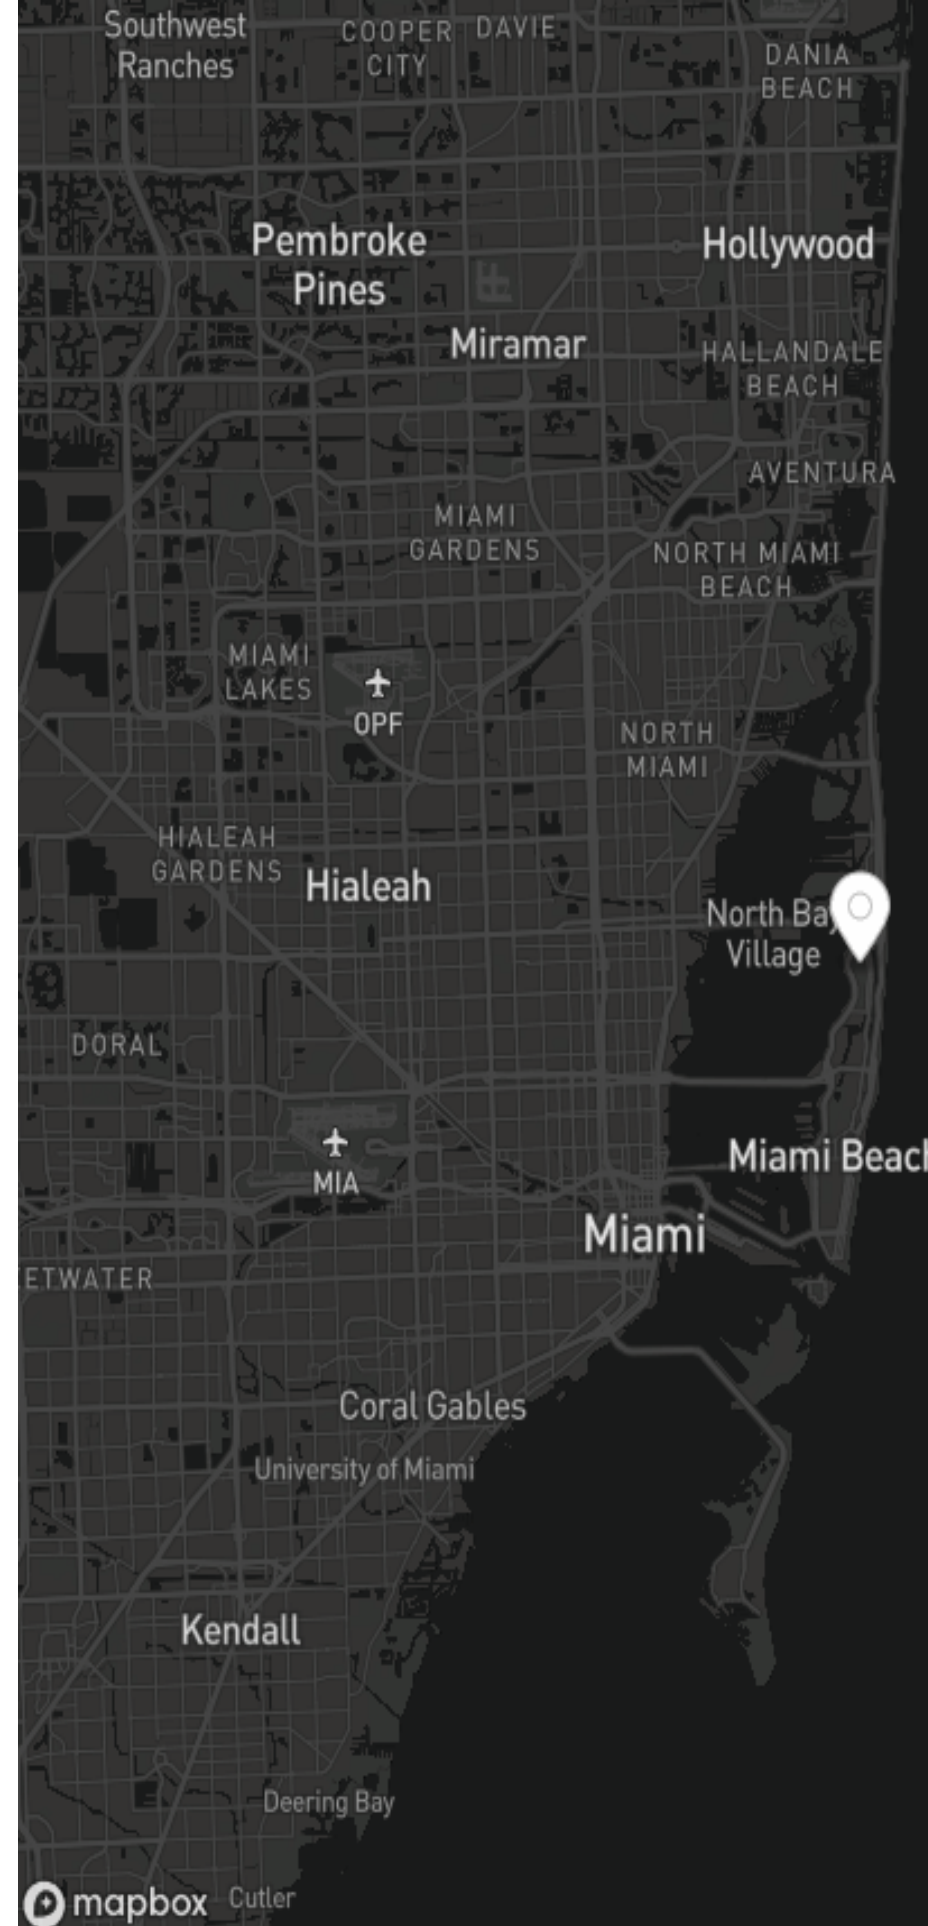 Southwest
Ranches
COOPER
CITY
DAVIE
DANIA
BEACH
Pembroke
Pines
Hollywood
Miramar
HALLANDALE
BEACH
AVENTURA
MIAMI
GARDENS
NORTH MIAMI
BEACH
MIAMI
LAKES
OPF
NORTH
MIAMI
HIALEAH
GARDENS
Hialeah
North Bay
Village
DORAL
MIA
Miami Beach
Miami
ETWATER
Coral Gables
University of Miami
Kendall
Deering Bay
mapbox
Cutler